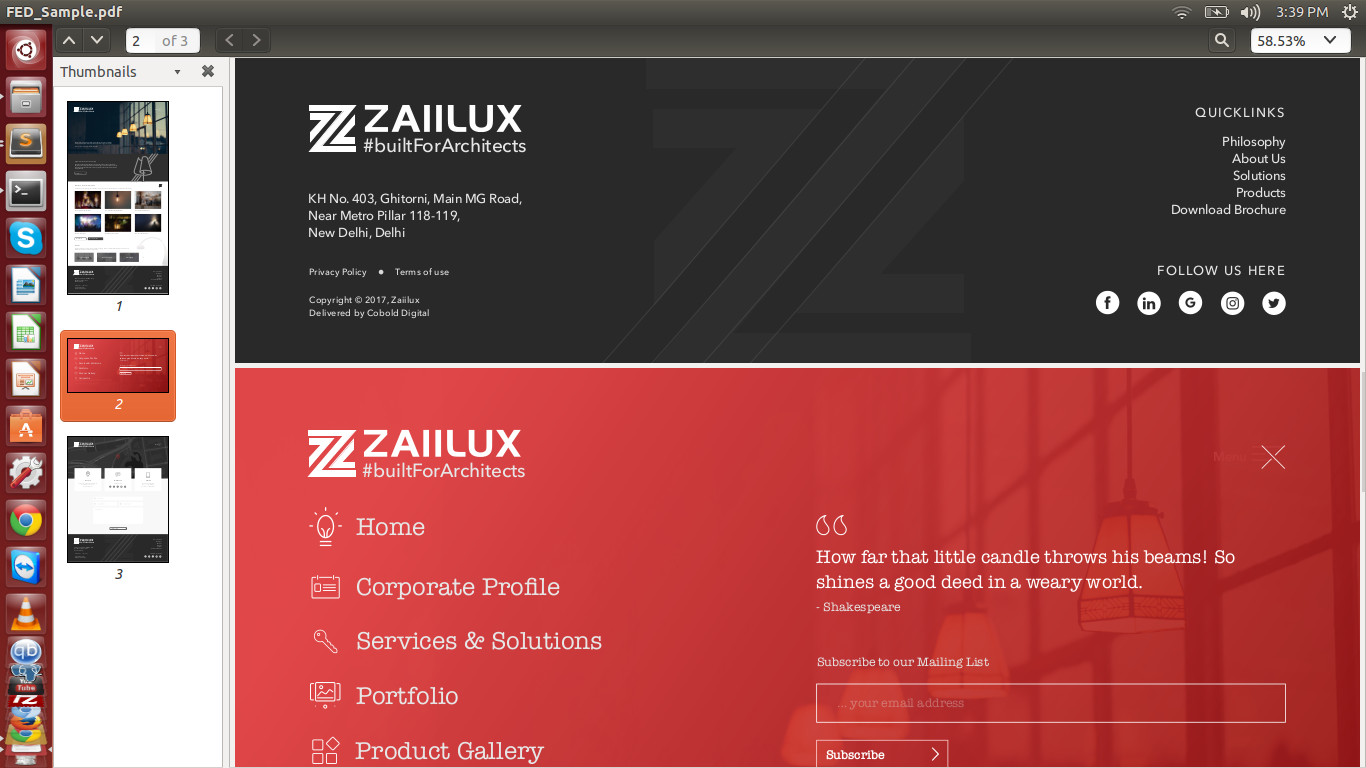 FED_Sample.pdf
3:39 PM
2 of 3
58.53%
Thumbnails
1
2
3
ZAIILUX
#builtForArchitects
KH No. 403, Ghitorni, Main MG Road,
Near Metro Pillar 118-119,
New Delhi, Delhi
Privacy Policy ● Terms of use
Copyright © 2017, Zaiilux
Delivered by Cobold Digital
QUICKLINKS
Philosophy
About Us
Solutions
Products
Download Brochure
FOLLOW US HERE
ZAIILUX
#builtForArchitects
Menu
Home
Corporate Profile
Services & Solutions
Portfolio
Product Gallery
How far that little candle throws his beams! So
shines a good deed in a weary world.
- Shakespeare
Subscribe to our Mailing List
... your email address
Subscribe